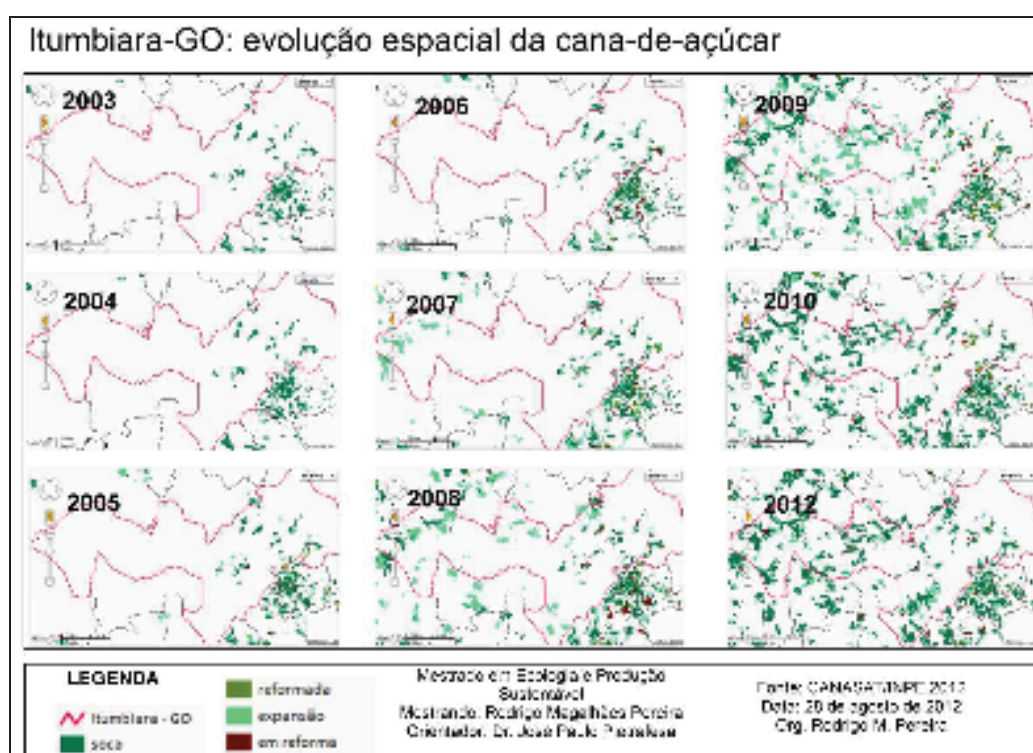 Itumbiara-GO: evolução espacial da cana-de-açúcar
2003
2006
2009
2004
2007
2010
2005
2008
2012
LEGENDA
Itumbiara - GO
soca
reformada
expansão
em reforma
Mestrado em Ecologia e Produção
Sustentável
Mestrando: Rodrigo Magalhães Pereira
Orientador: Dr. José Paulo Pietrafesa
Fonte: CANASAT/INPE 2012
Data: 28 de agosto de 2012
Org. Rodrigo M. Pereira